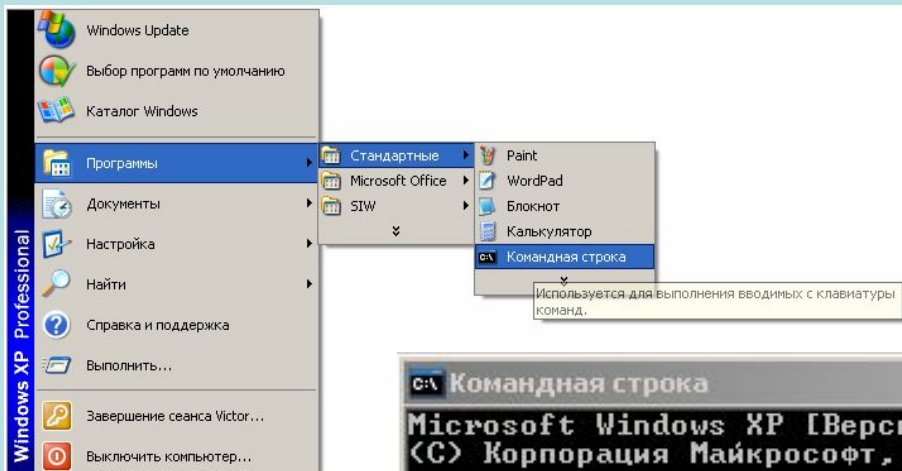 Windows Update
Выбор программ по умолчанию
Каталог Windows
Программы
Документы
Настройка
Найти
Справка и поддержка
Выполнить...
Завершение сеанса Victor...
Выключить компьютер...
Windows XP Professional
Стандартные
Microsoft Office
SIW
Paint
WordPad
Блокнот
Калькулятор
Командная строка
Используется для выполнения вводимых с клавиатуры
команд.
Командная строка
Microsoft Windows XP [Верс
(C) Корпорация Майкрософт,